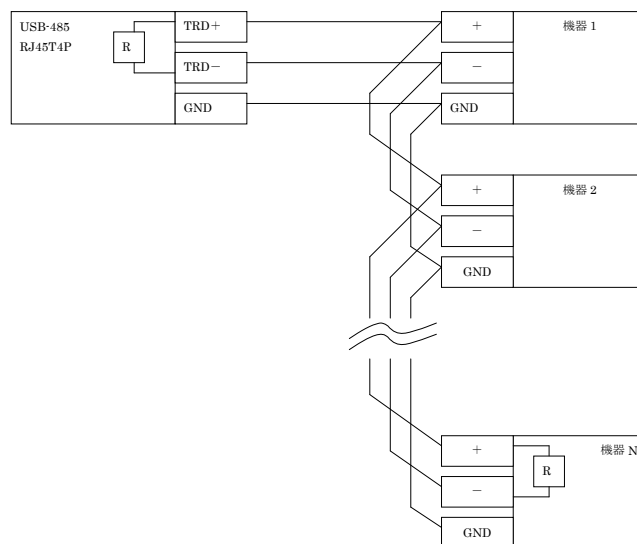 USB-485
RJ45T4P
R
TRD＋
TRD－
GND
＋
－
GND
機器 1
＋
－
GND
機器 2
＋
－
GND
R
機器 N